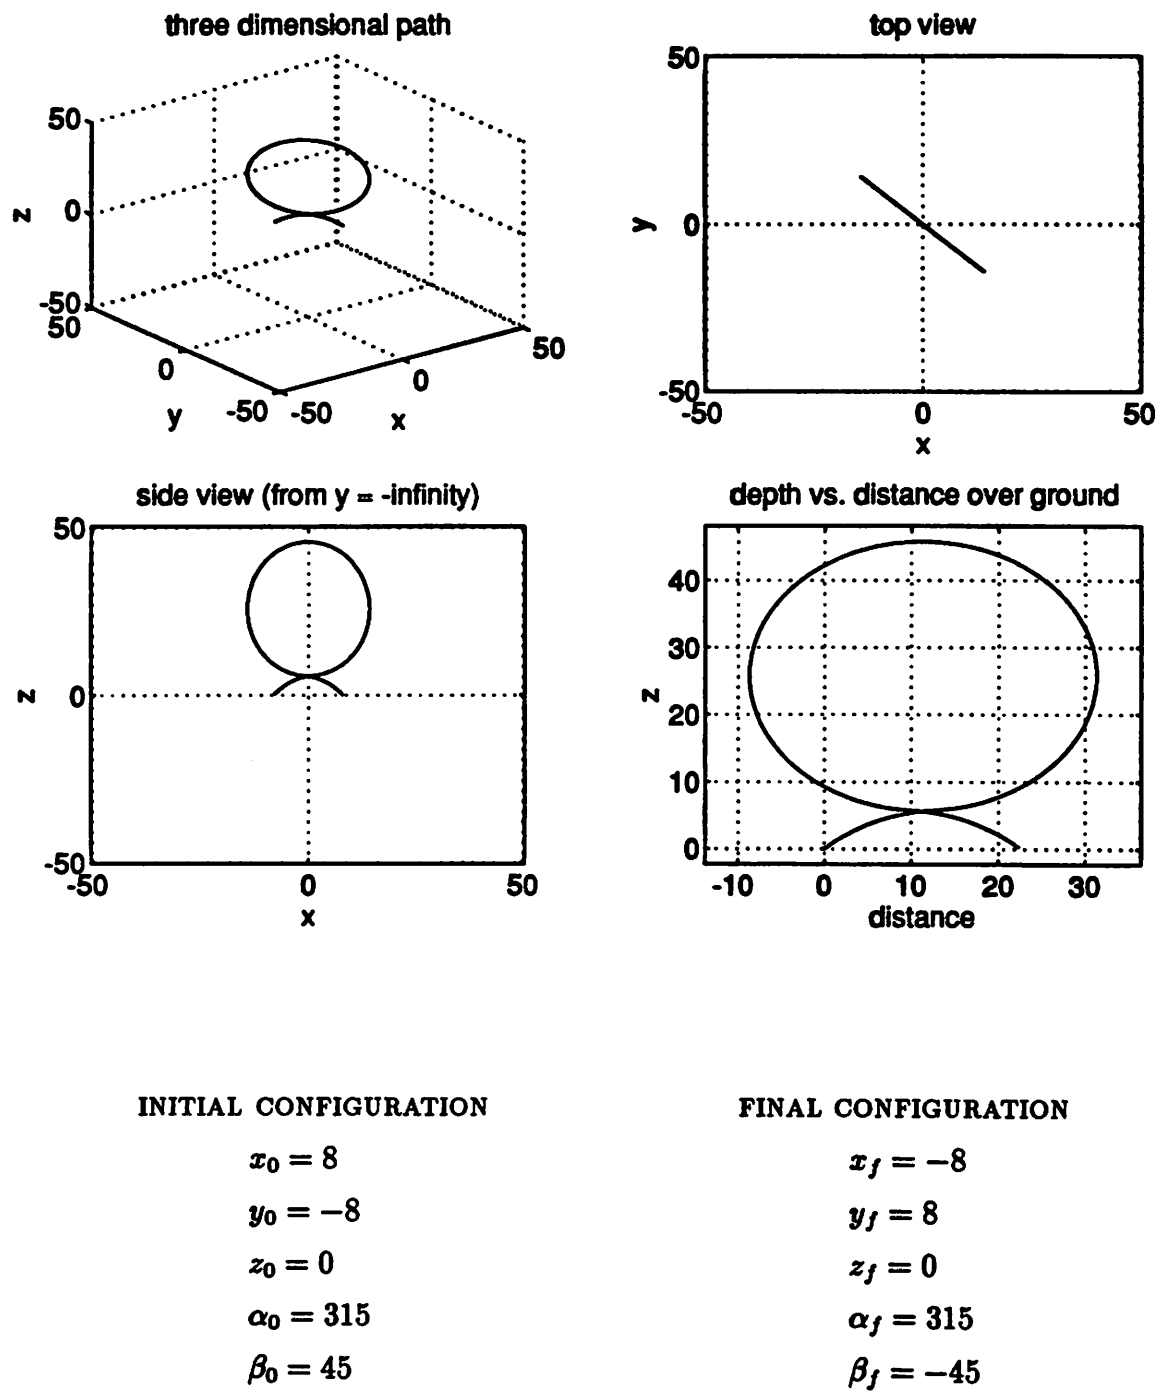 three dimensional path
50
0
-50
z
50
0
-50
y
-50
0
50
x
top view
50
0
-50
y
-50
0
50
x
side view (from y = -infinity)
50
0
-50
z
-50
0
50
x
depth vs. distance over ground
40
30
20
10
0
z
-10
0
10
20
30
distance
INITIAL CONFIGURATION
x₀ = 8
y₀ = −8
z₀ = 0
α₀ = 315
β₀ = 45
FINAL CONFIGURATION
x_f = −8
y_f = 8
z_f = 0
α_f = 315
β_f = −45